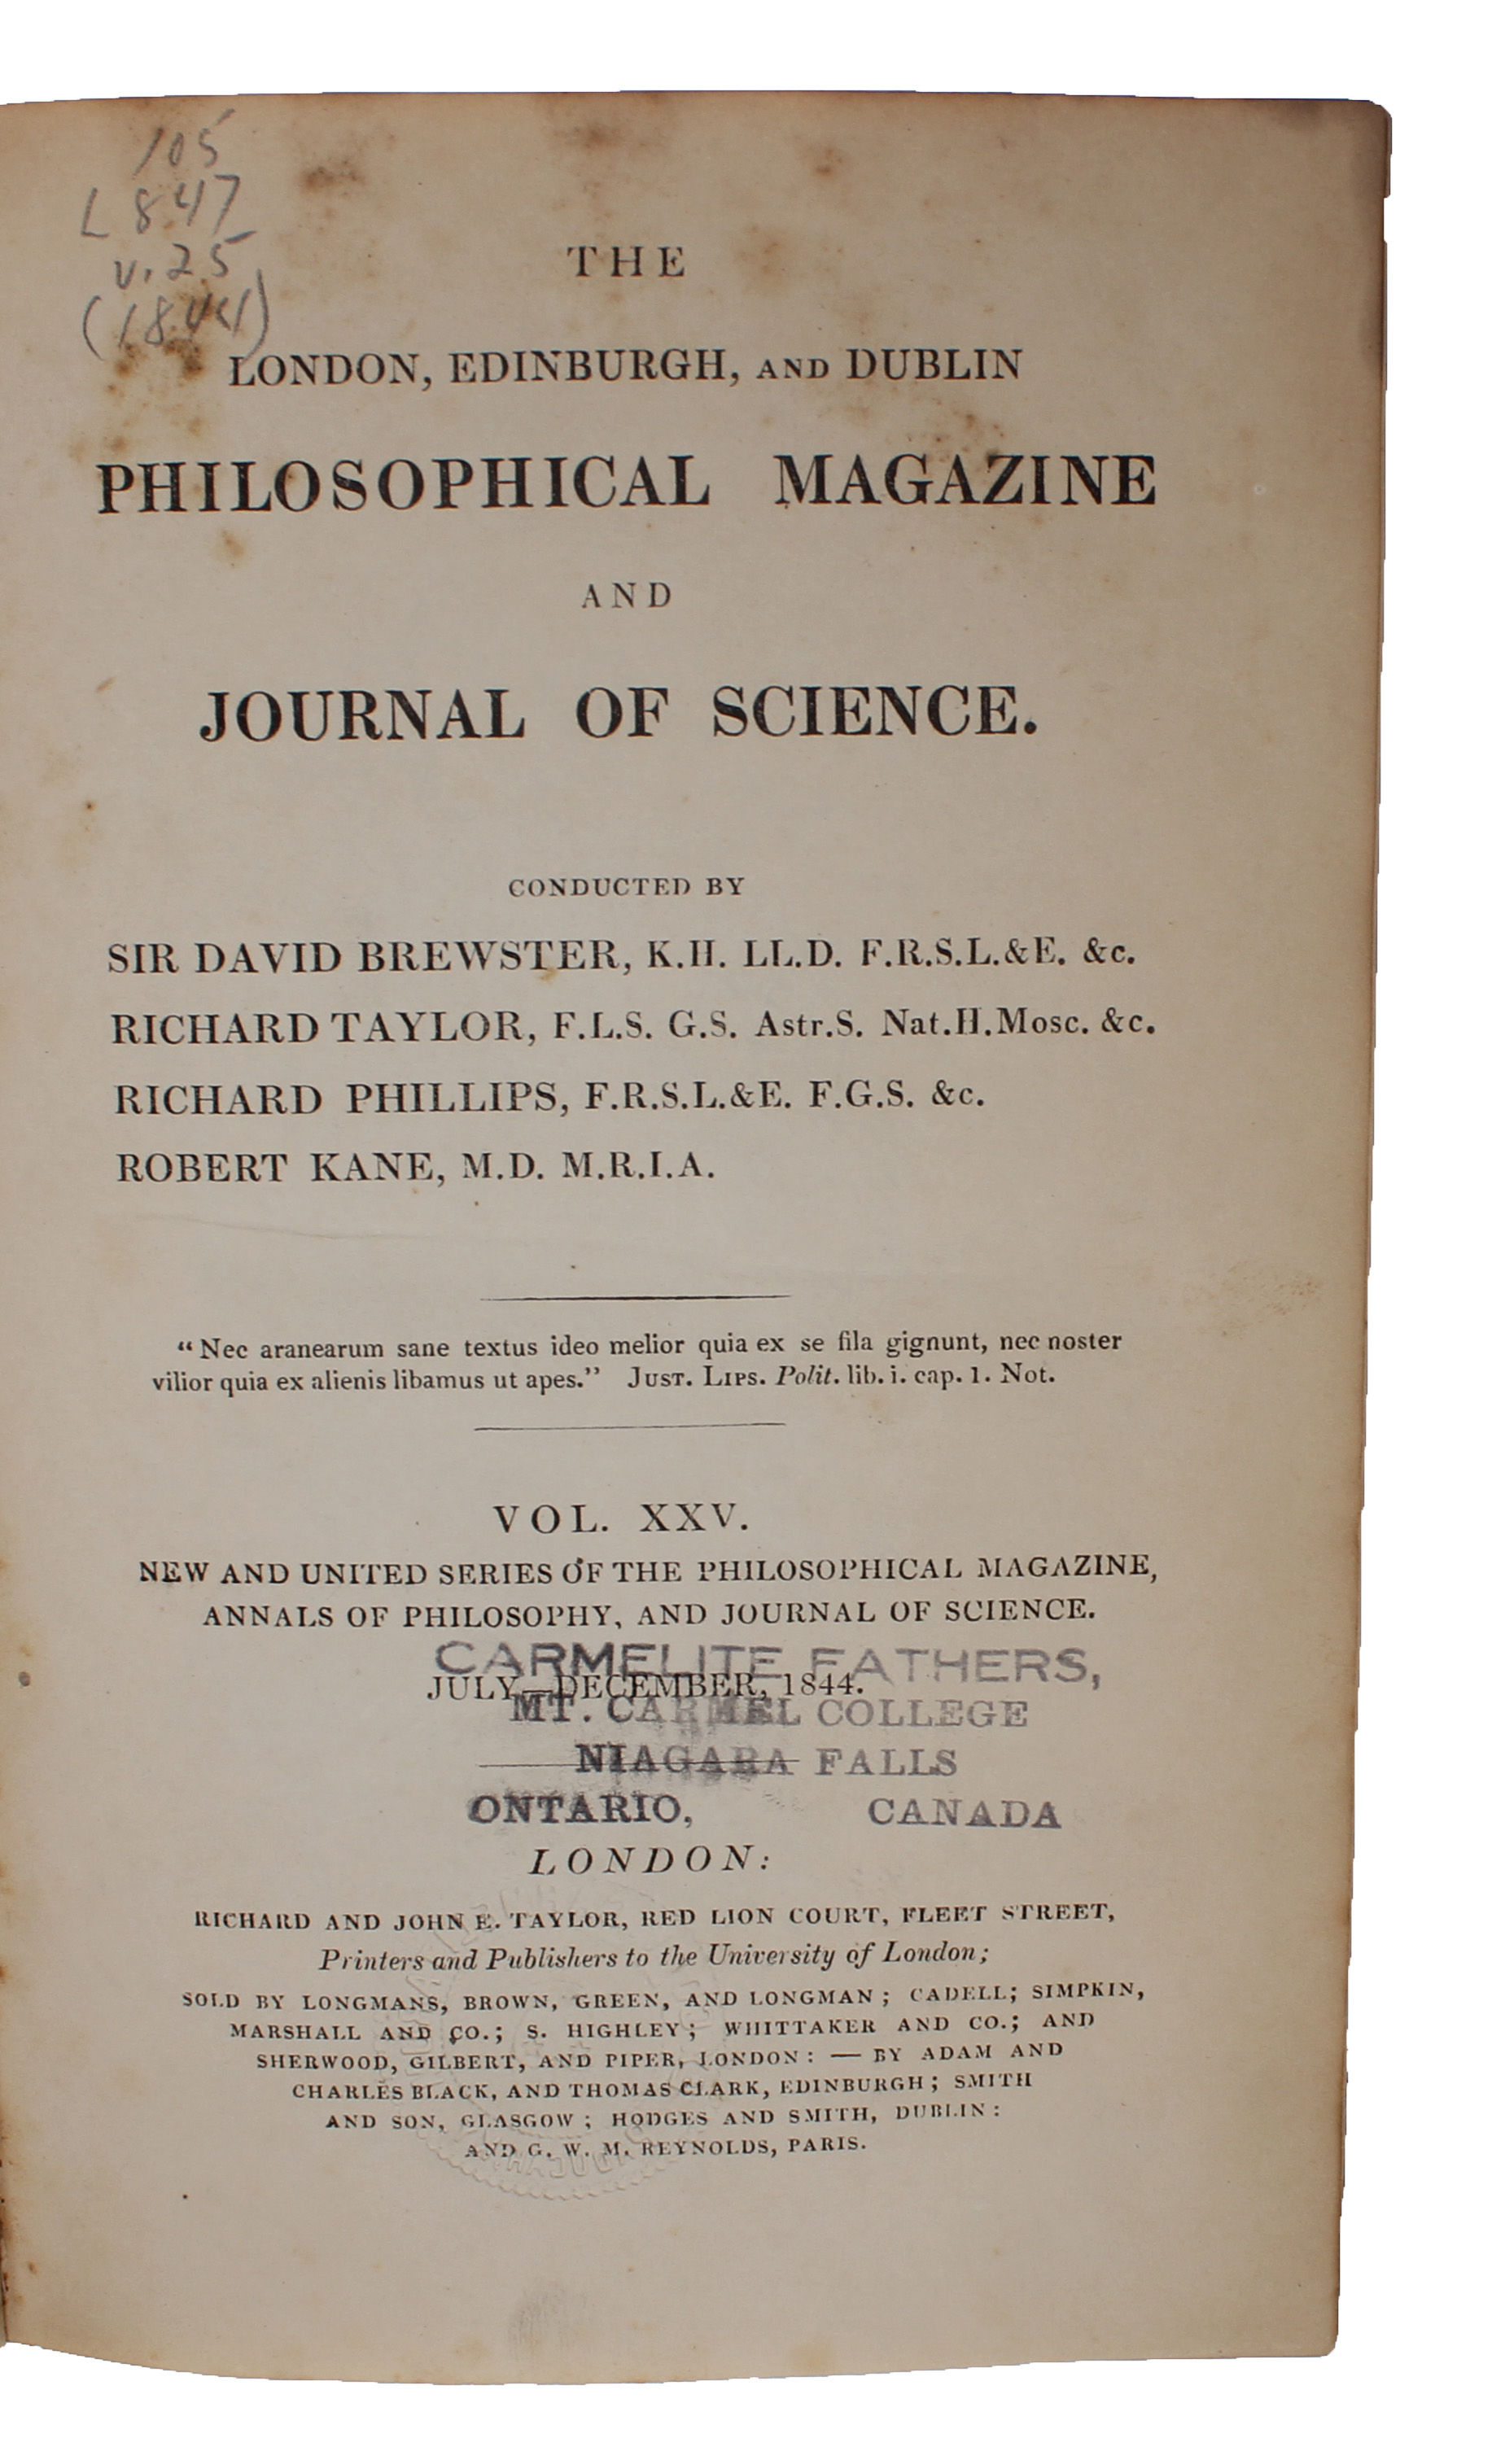 105
L 847
v.25
(1844)
THE
LONDON, EDINBURGH, AND DUBLIN
PHILOSOPHICAL MAGAZINE
AND
JOURNAL OF SCIENCE.
CONDUCTED BY
SIR DAVID BREWSTER, K.H. LL.D. F.R.S.L.&E. &c.
RICHARD TAYLOR, F.L.S. G.S. Astr.S. Nat.H.Mosc. &c.
RICHARD PHILLIPS, F.R.S.L.&E. F.G.S. &c.
ROBERT KANE, M.D. M.R.I.A.
“Nec aranearum sane textus ideo melior quia ex se fila gignunt, nec noster
vilior quia ex alienis libamus ut apes.” JUST. LIPS. Polit. lib. i. cap. 1. Not.
VOL. XXV.
NEW AND UNITED SERIES OF THE PHILOSOPHICAL MAGAZINE,
ANNALS OF PHILOSOPHY, AND JOURNAL OF SCIENCE.
CARMELITE FATHERS,
JULY—DECEMBER, 1844.
MT. CARMEL COLLEGE
NIAGARA FALLS
ONTARIO, CANADA
LONDON:
RICHARD AND JOHN E. TAYLOR, RED LION COURT, FLEET STREET,
Printers and Publishers to the University of London;
SOLD BY LONGMANS, BROWN, GREEN, AND LONGMAN; CADELL; SIMPKIN,
MARSHALL AND CO.; S. HIGHLEY; WHITTAKER AND CO.; AND
SHERWOOD, GILBERT, AND PIPER, LONDON: — BY ADAM AND
CHARLES BLACK, AND THOMAS CLARK, EDINBURGH; SMITH
AND SON, GLASGOW; HODGES AND SMITH, DUBLIN:
AND G. W. M. REYNOLDS, PARIS.